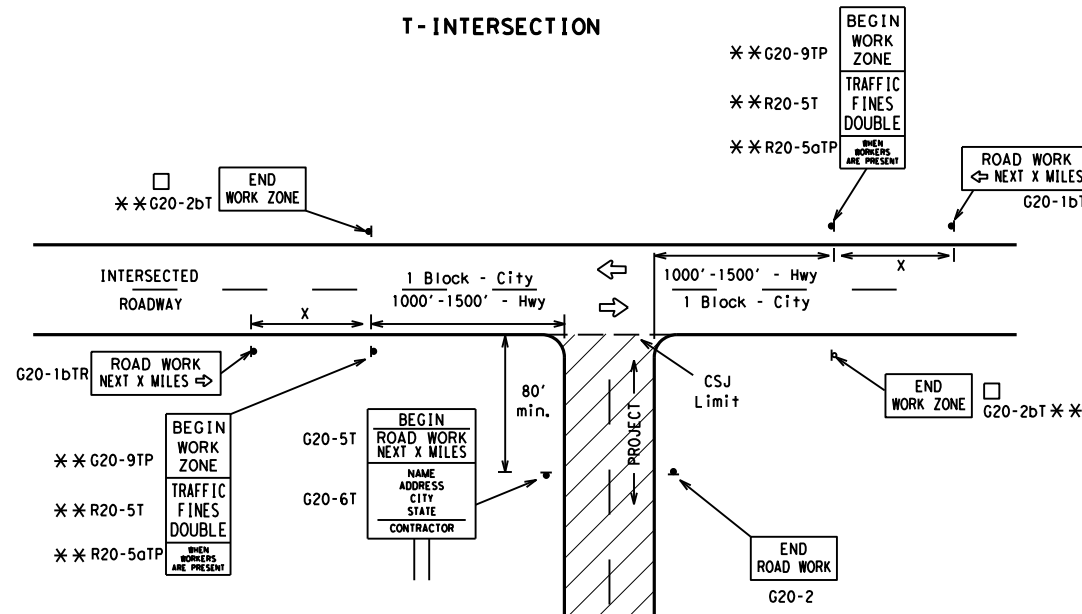 T-INTERSECTION
BEGIN
WORK
ZONE
TRAFFIC
FINES
DOUBLE
WHEN
WORKERS
ARE PRESENT
**G20-9TP
**R20-5T
**R20-5aTP
ROAD WORK
⇦ NEXT X MILES
G20-1bT
□
**G20-2bT
END
WORK ZONE
INTERSECTED
ROADWAY
1 Block - City
1000'-1500' - Hwy
X
1000'-1500' - Hwy
1 Block - City
X
G20-1bTR
ROAD WORK
NEXT X MILES ⇨
80'
min.
CSJ
Limit
PROJECT
END
WORK ZONE
□
G20-2bT **
BEGIN
WORK
ZONE
TRAFFIC
FINES
DOUBLE
WHEN
WORKERS
ARE PRESENT
**G20-9TP
**R20-5T
**R20-5aTP
G20-5T
G20-6T
BEGIN
ROAD WORK
NEXT X MILES
NAME
ADDRESS
CITY
STATE
CONTRACTOR
END
ROAD WORK
G20-2